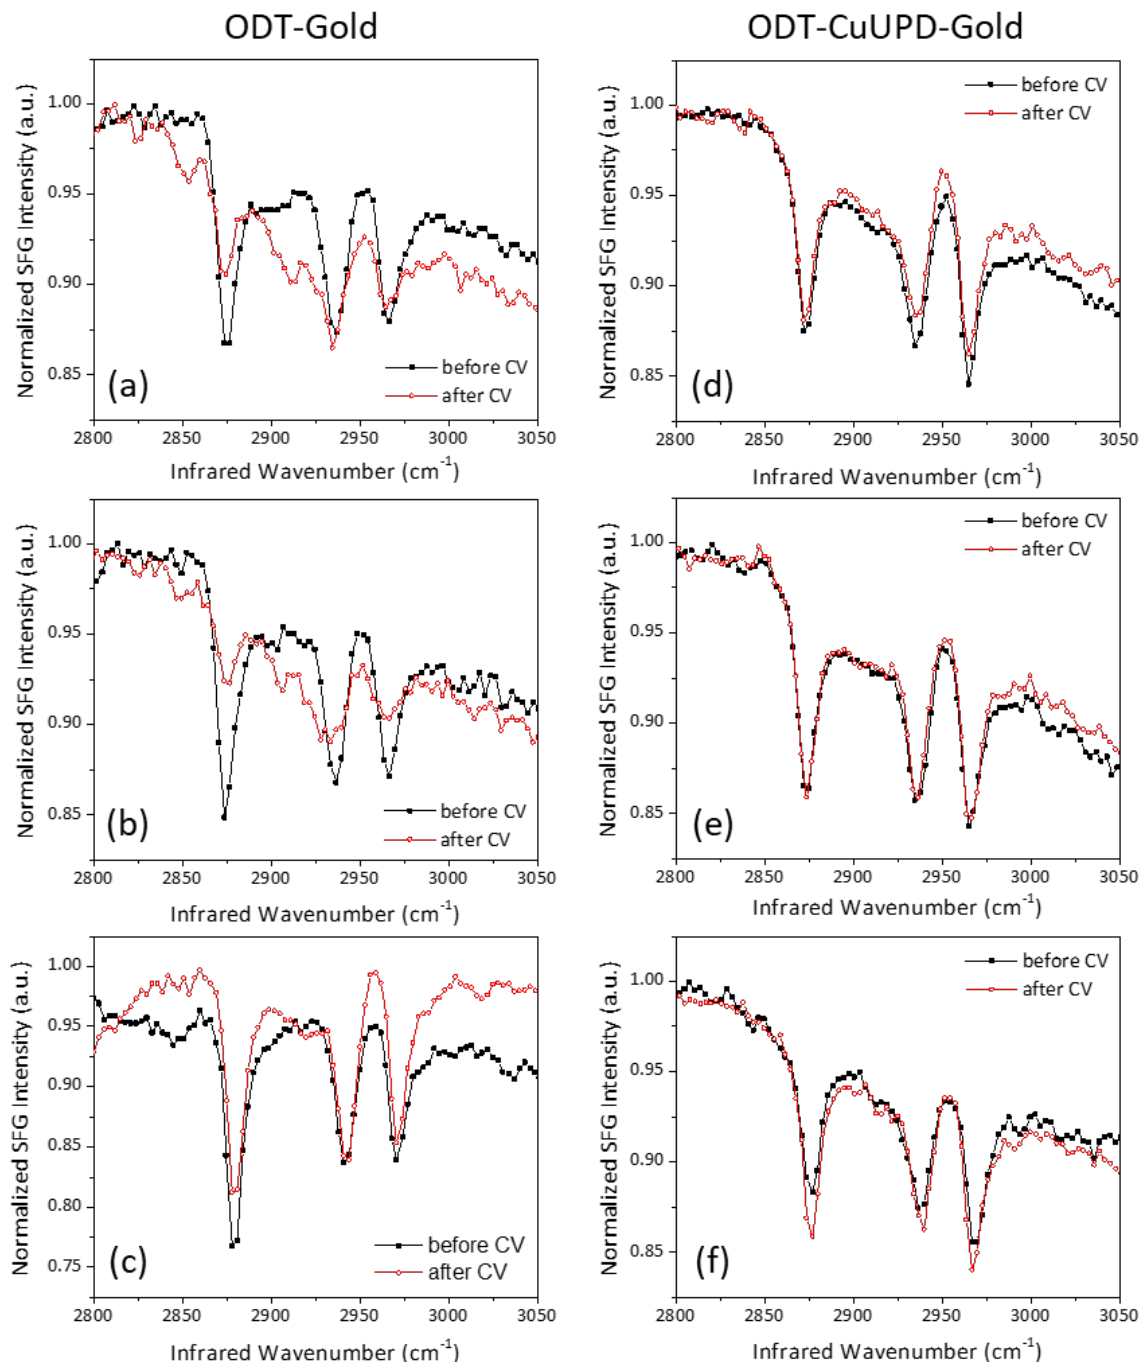 ODT-Gold
ODT-CuUPD-Gold
Normalized SFG Intensity (a.u.)
1.00
0.95
0.90
0.85
before CV
after CV
(a)
2800 2850 2900 2950 3000 3050
Infrared Wavenumber (cm⁻¹)
Normalized SFG Intensity (a.u.)
1.00
0.95
0.90
0.85
before CV
after CV
(d)
2800 2850 2900 2950 3000 3050
Infrared Wavenumber (cm⁻¹)
Normalized SFG Intensity (a.u.)
1.00
0.95
0.90
0.85
before CV
after CV
(b)
2800 2850 2900 2950 3000 3050
Infrared Wavenumber (cm⁻¹)
Normalized SFG Intensity (a.u.)
1.00
0.95
0.90
0.85
before CV
after CV
(e)
2800 2850 2900 2950 3000 3050
Infrared Wavenumber (cm⁻¹)
Normalized SFG Intensity (a.u.)
1.00
0.95
0.90
0.85
0.80
0.75
before CV
after CV
(c)
2800 2850 2900 2950 3000 3050
Infrared Wavenumber (cm⁻¹)
Normalized SFG Intensity (a.u.)
1.00
0.95
0.90
0.85
before CV
after CV
(f)
2800 2850 2900 2950 3000 3050
Infrared Wavenumber (cm⁻¹)